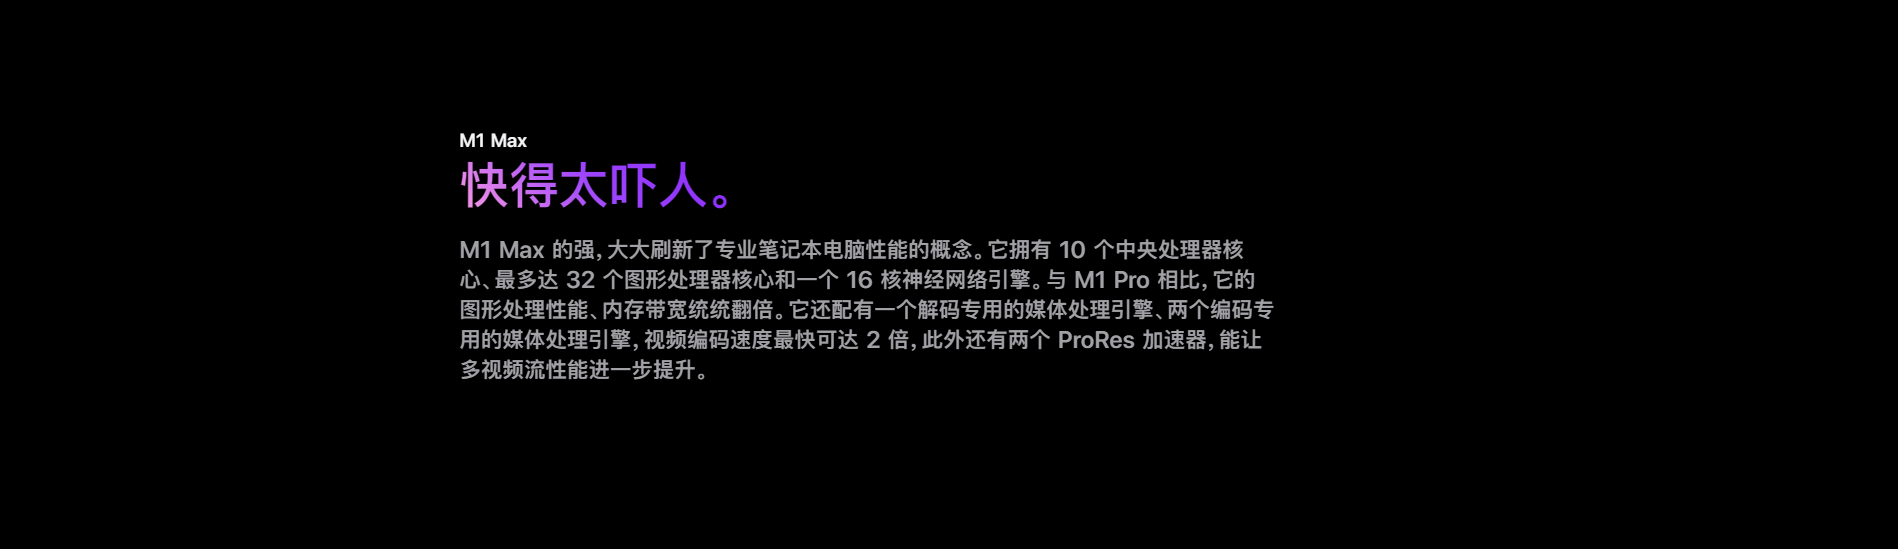 M1 Max
快得太吓人。
M1 Max 的强，大大刷新了专业笔记本电脑性能的概念。它拥有 10 个中央处理器核
心、最多达 32 个图形处理器核心和一个 16 核神经网络引擎。与 M1 Pro 相比，它的
图形处理性能、内存带宽统统翻倍。它还配有一个解码专用的媒体处理引擎、两个编码专
用的媒体处理引擎，视频编码速度最快可达 2 倍，此外还有两个 ProRes 加速器，能让
多视频流性能进一步提升。